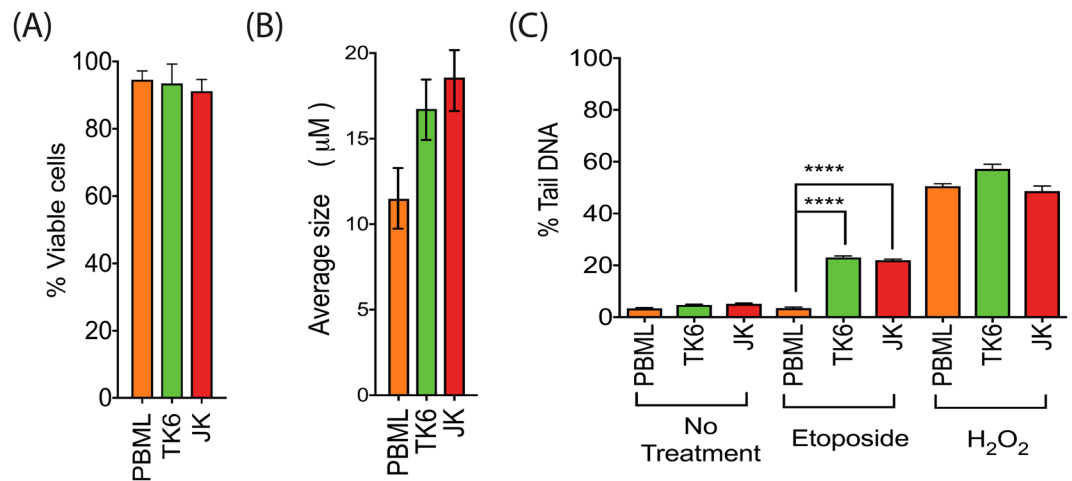 (A)
% Viable cells
100
80
60
40
20
0
PBML
TK6
JK
(B)
Average size ( μM )
20
15
10
5
0
PBML
TK6
JK
(C)
% Tail DNA
100
80
60
40
20
0
****
****
PBML
TK6
JK
PBML
TK6
JK
PBML
TK6
JK
No
Treatment
Etoposide
H₂O₂